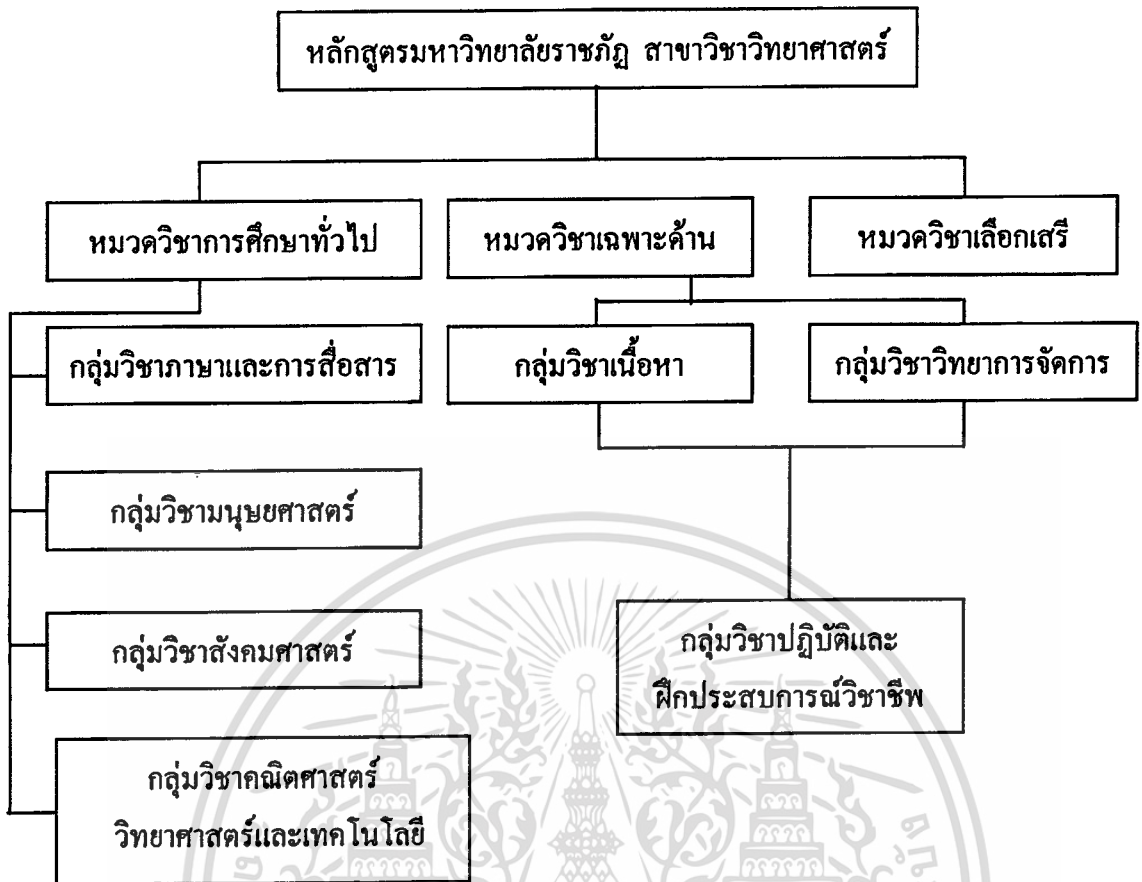 หลักสูตรมหาวิทยาลัยราชภัฏ สาขาวิชาวิทยาศาสตร์
หมวดวิชาการศึกษาทั่วไป
หมวดวิชาเฉพาะด้าน
หมวดวิชาเลือกเสรี
กลุ่มวิชาภาษาและการสื่อสาร
กลุ่มวิชาเนื้อหา
กลุ่มวิชาวิทยาการจัดการ
กลุ่มวิชามนุษยศาสตร์
กลุ่มวิชาสังคมศาสตร์
กลุ่มวิชาปฏิบัติและ
ฝึกประสบการณ์วิชาชีพ
กลุ่มวิชาคณิตศาสตร์
วิทยาศาสตร์และเทคโนโลยี